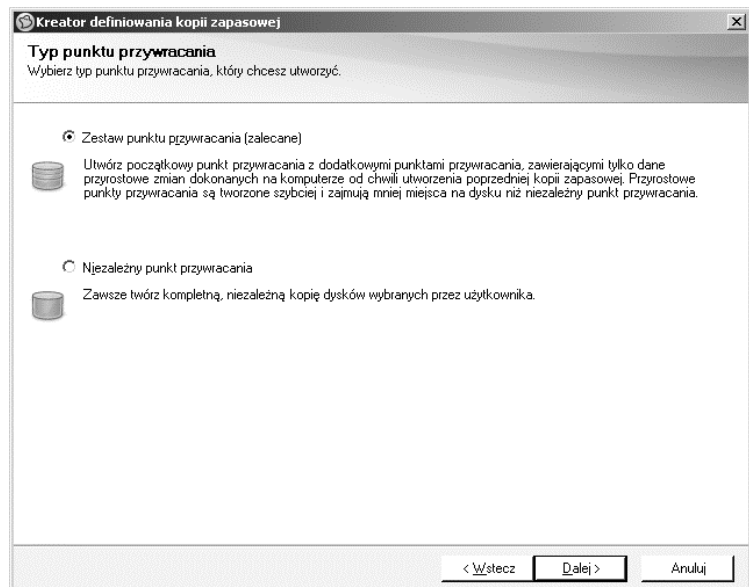 Kreator definiowania kopii zapasowej
Typ punktu przywracania
Wybierz typ punktu przywracania, który chcesz utworzyć.
Zestaw punktu przywracania (zalecane)
Utwórz początkowy punkt przywracania z dodatkowymi punktami przywracania, zawierającymi tylko dane
przyrostowe zmian dokonanych na komputerze od chwili utworzenia poprzedniej kopii zapasowej. Przyrostowe
punkty przywracania są tworzone szybciej i zajmują mniej miejsca na dysku niż niezależny punkt przywracania.
Niezależny punkt przywracania
Zawsze twórz kompletną, niezależną kopię dysków wybranych przez użytkownika.
< Wstecz Dalej > Anuluj